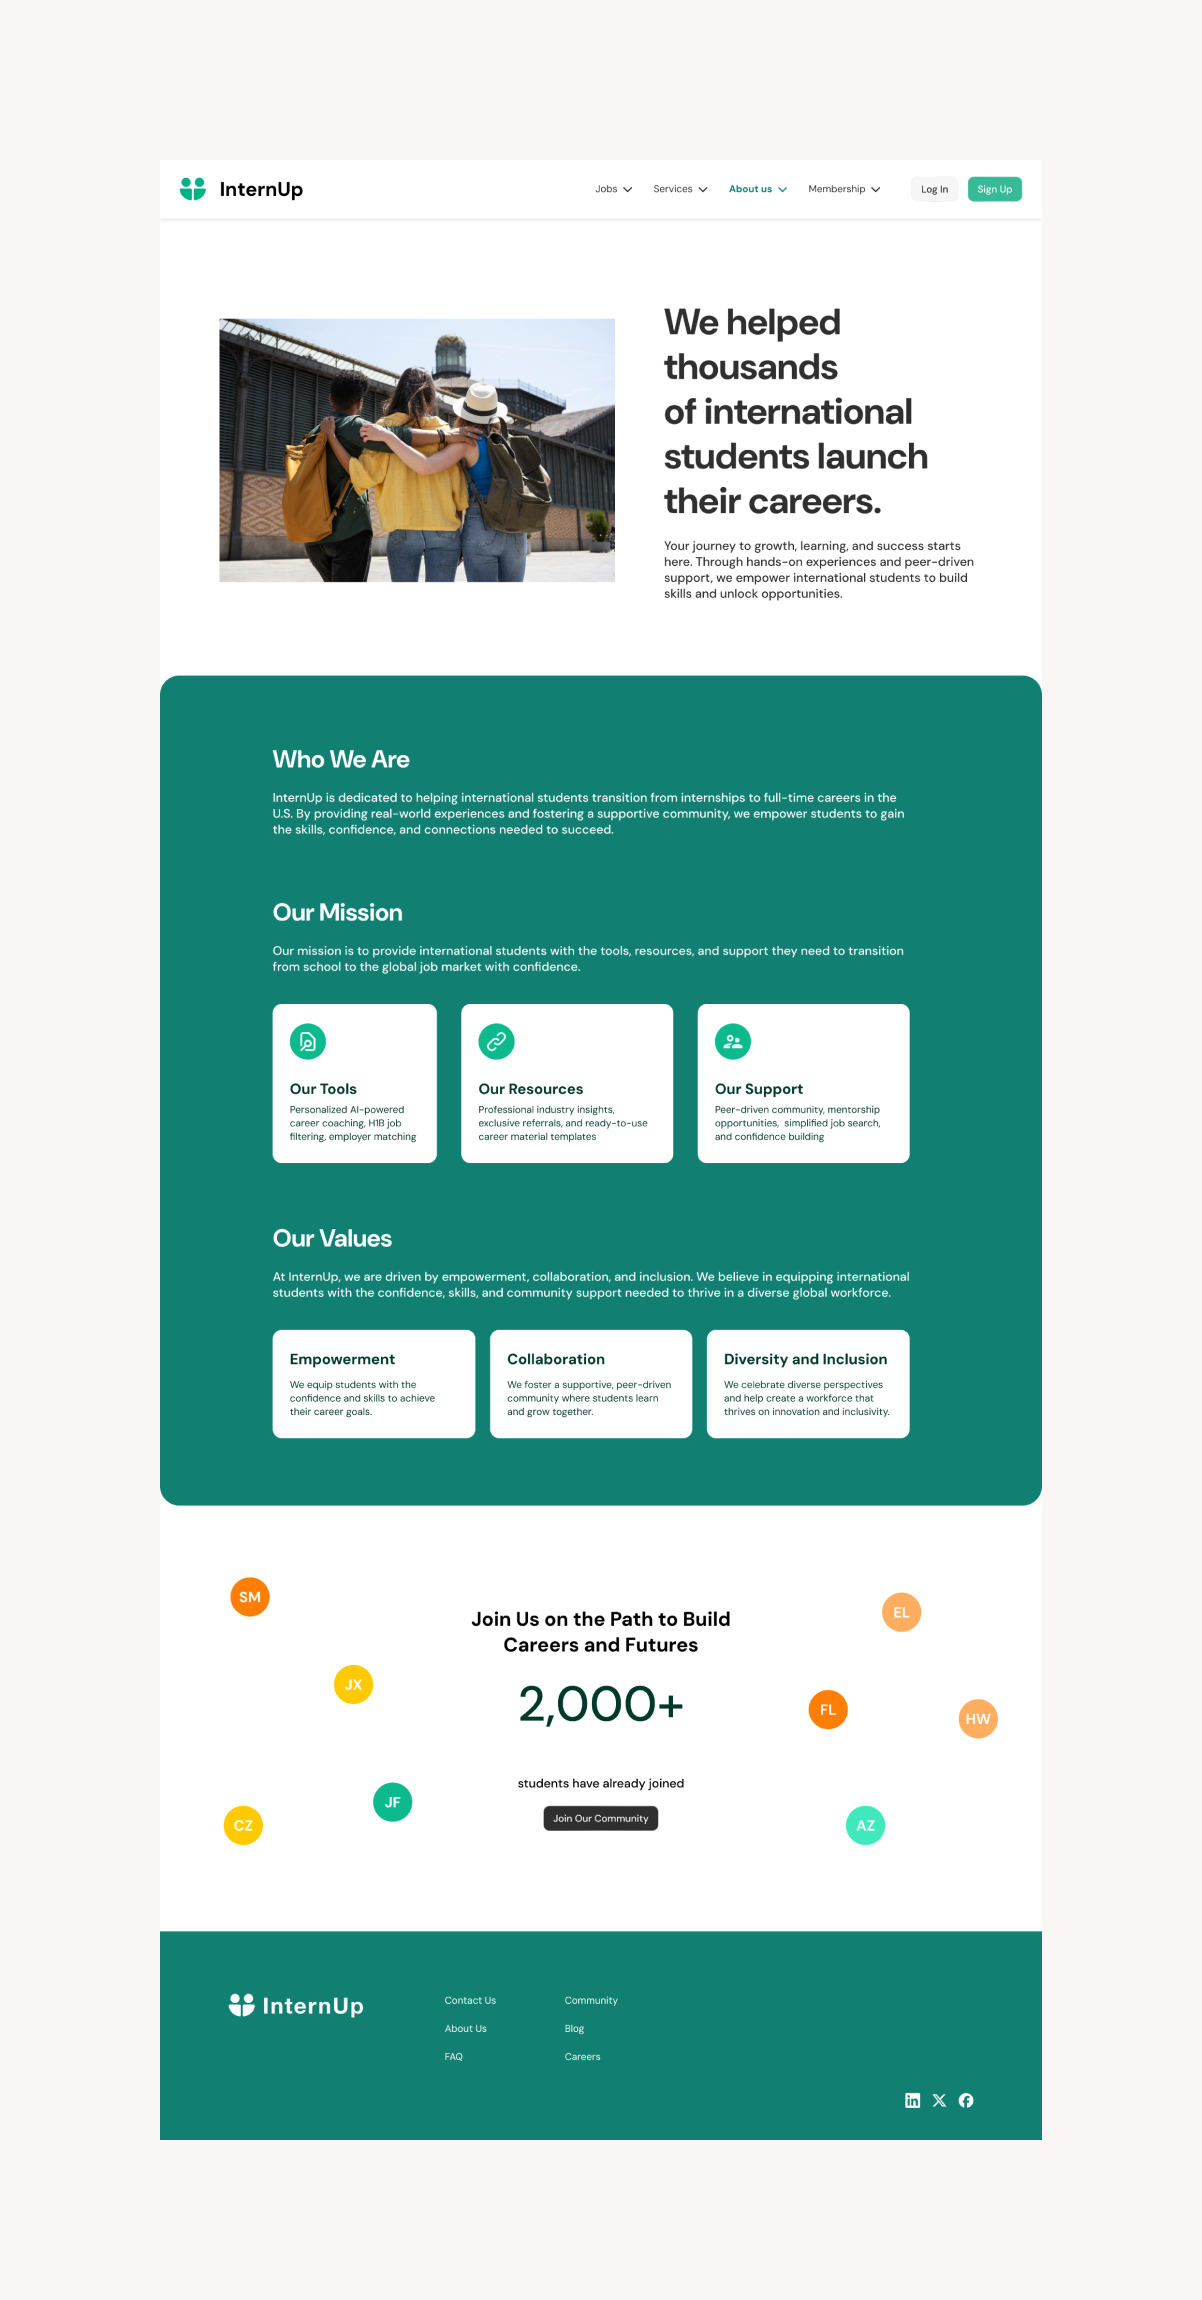 InternUp
Jobs
Services
About us
Membership
Log In
Sign Up
We helped
thousands
of international
students launch
their careers.
Your journey to growth, learning, and success starts
here. Through hands-on experiences and peer-driven
support, we empower international students to build
skills and unlock opportunities.
Who We Are
InternUp is dedicated to helping international students transition from internships to full-time careers in the
U.S. By providing real-world experiences and fostering a supportive community, we empower students to gain
the skills, confidence, and connections needed to succeed.
Our Mission
Our mission is to provide international students with the tools, resources, and support they need to transition
from school to the global job market with confidence.
Our Tools
Personalized AI-powered
career coaching, H1B job
filtering, employer matching
Our Resources
Professional industry insights,
exclusive referrals, and ready-to-use
career material templates
Our Support
Peer-driven community, mentorship
opportunities,  simplified job search,
and confidence building
Our Values
At InternUp, we are driven by empowerment, collaboration, and inclusion. We believe in equipping international
students with the confidence, skills, and community support needed to thrive in a diverse global workforce.
Empowerment
We equip students with the
confidence and skills to achieve
their career goals.
Collaboration
We foster a supportive, peer-driven
community where students learn
and grow together.
Diversity and Inclusion
We celebrate diverse perspectives
and help create a workforce that
thrives on innovation and inclusivity.
SM
EL
Join Us on the Path to Build
Careers and Futures
JX
2,000+
FL
HW
students have already joined
JF
Join Our Community
CZ
AZ
InternUp
Contact Us
About Us
FAQ
Community
Blog
Careers